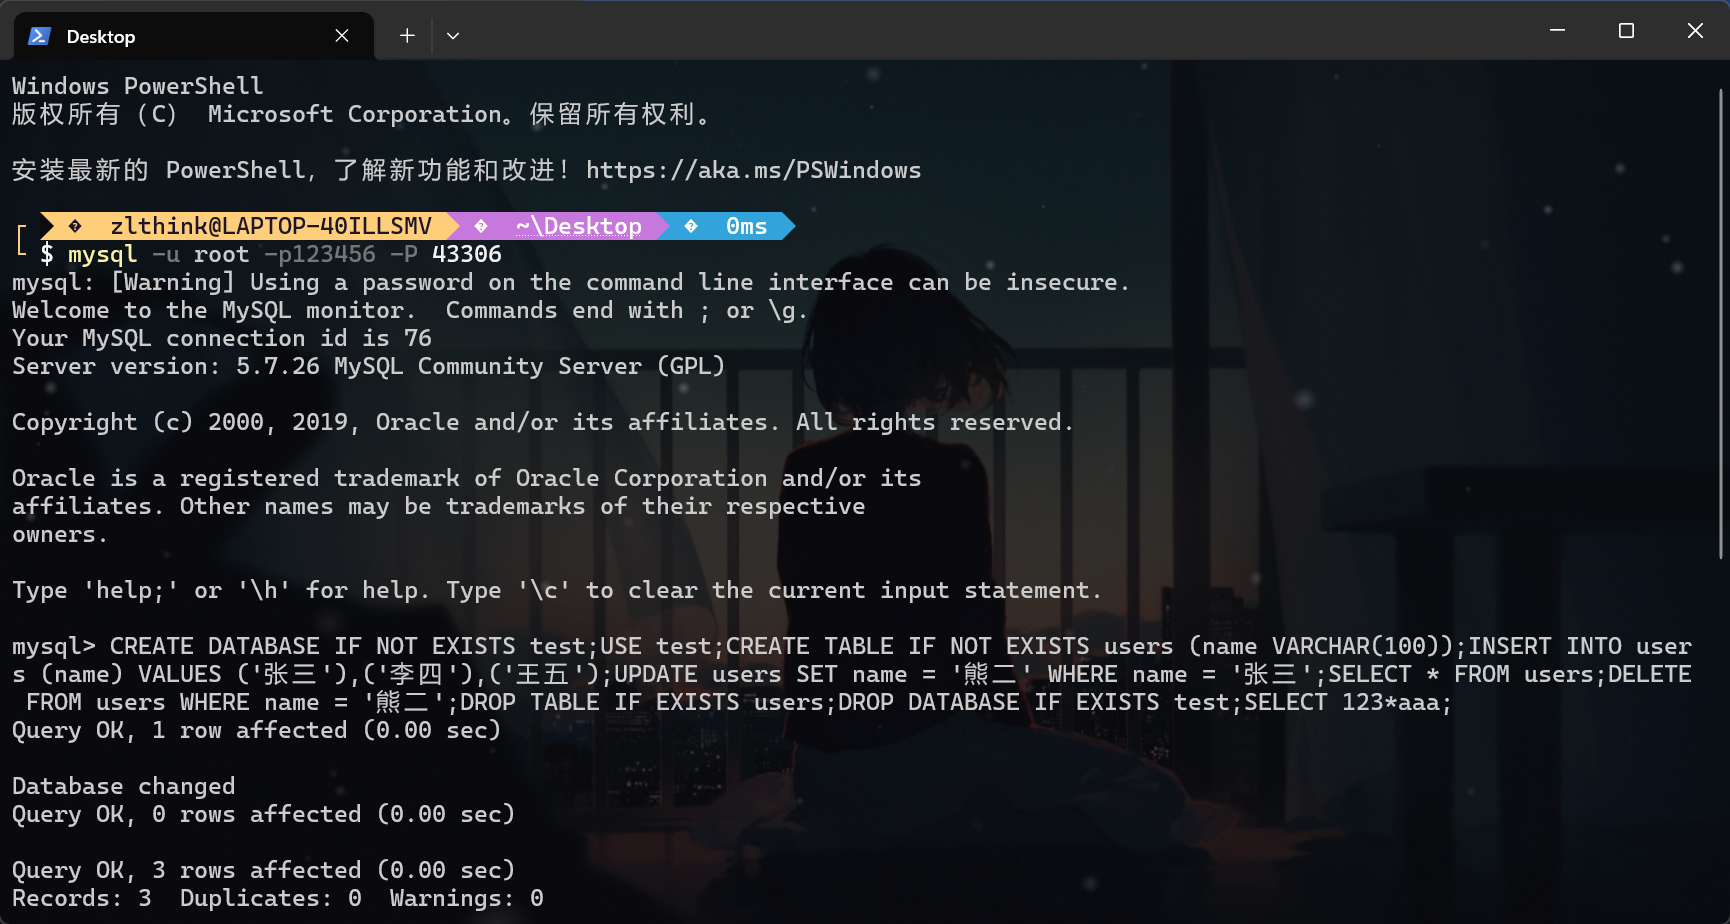 Desktop
Windows PowerShell
版权所有 (C)  Microsoft Corporation。保留所有权利。
安装最新的 PowerShell，了解新功能和改进！https://aka.ms/PSWindows
zlthink@LAPTOP-40ILLSMV ~\Desktop 0ms
$ mysql -u root -p123456 -P 43306
mysql: [Warning] Using a password on the command line interface can be insecure.
Welcome to the MySQL monitor.  Commands end with ; or \g.
Your MySQL connection id is 76
Server version: 5.7.26 MySQL Community Server (GPL)
Copyright (c) 2000, 2019, Oracle and/or its affiliates. All rights reserved.
Oracle is a registered trademark of Oracle Corporation and/or its
affiliates. Other names may be trademarks of their respective
owners.
Type 'help;' or '\h' for help. Type '\c' to clear the current input statement.
mysql> CREATE DATABASE IF NOT EXISTS test;USE test;CREATE TABLE IF NOT EXISTS users (name VARCHAR(100));INSERT INTO user
s (name) VALUES ('张三'),('李四'),('王五');UPDATE users SET name = '熊二' WHERE name = '张三';SELECT * FROM users;DELETE
 FROM users WHERE name = '熊二';DROP TABLE IF EXISTS users;DROP DATABASE IF EXISTS test;SELECT 123*aaa;
Query OK, 1 row affected (0.00 sec)
Database changed
Query OK, 0 rows affected (0.00 sec)
Query OK, 3 rows affected (0.00 sec)
Records: 3  Duplicates: 0  Warnings: 0